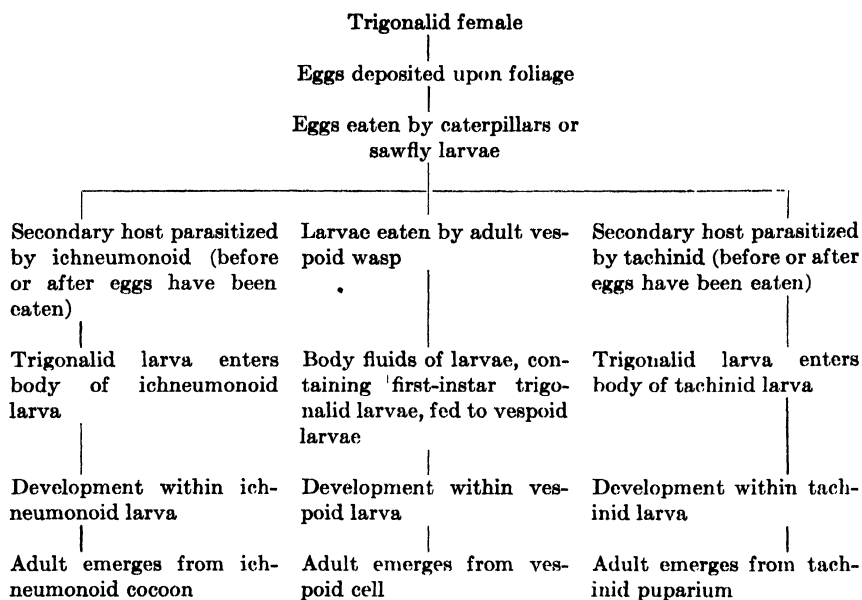 Trigonalid female
Eggs deposited upon foliage
Eggs eaten by caterpillars or
sawfly larvae
Secondary host parasitized
by ichneumonoid (before
or after eggs have been
eaten)
Larvae eaten by adult ves-
poid wasp
Secondary host parasitized
by tachinid (before or after
eggs have been eaten)
Trigonalid larva enters
body of ichneumonoid
larva
Body fluids of larvae, con-
taining first-instar trigo-
nalid larvae, fed to vespoid
larvae
Trigonalid larva enters
body of tachinid larva
Development within ich-
neumonoid larva
Development within ves-
poid larva
Development within tach-
inid larva
Adult emerges from ich-
neumonoid cocoon
Adult emerges from ves-
poid cell
Adult emerges from tach-
inid puparium